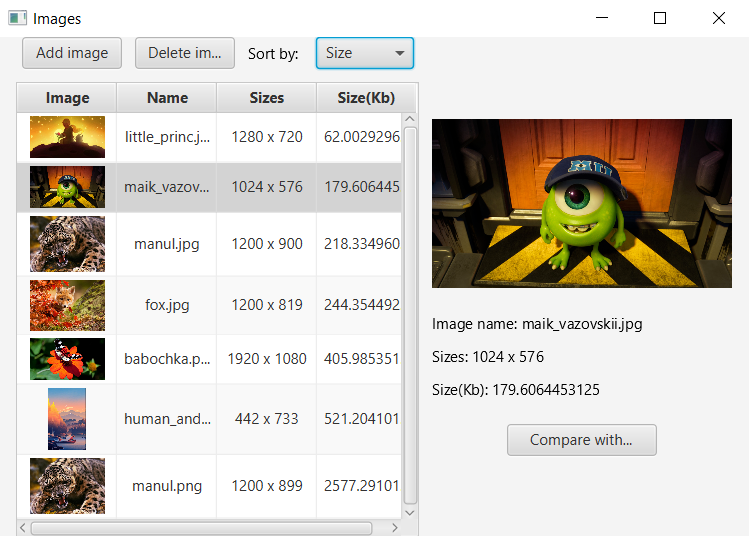 Images
Add image Delete im... Sort by: Size
Image Name Sizes Size(Kb)
little_princ.j... 1280 x 720 62.0029296
maik_vazov... 1024 x 576 179.606445
manul.jpg 1200 x 900 218.334960
fox.jpg 1200 x 819 244.354492
babochka.p... 1920 x 1080 405.985351
human_and... 442 x 733 521.204101
manul.png 1200 x 899 2577.29101
MU
Image name: maik_vazovskii.jpg
Sizes: 1024 x 576
Size(Kb): 179.6064453125
Compare with...